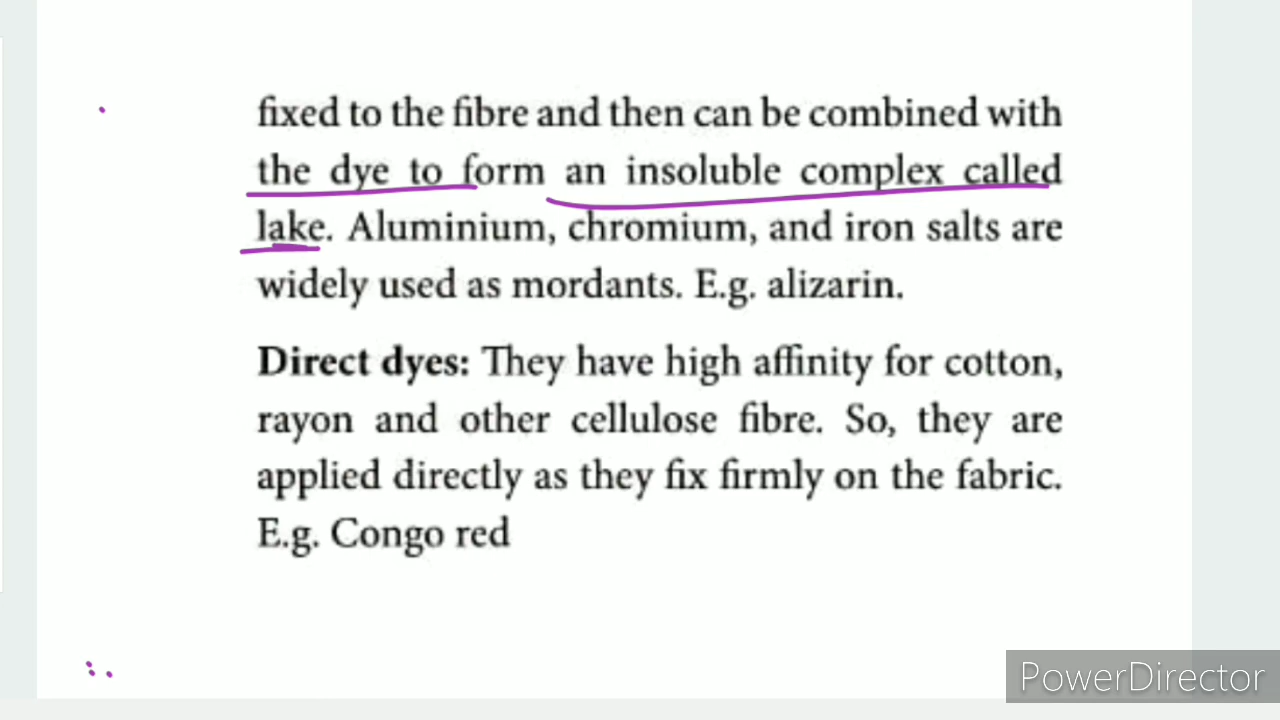 fixed to the fibre and then can be combined with
the dye to form an insoluble complex called
lake. Aluminium, chromium, and iron salts are
widely used as mordants. E.g. alizarin.
Direct dyes: They have high affinity for cotton,
rayon and other cellulose fibre. So, they are
applied directly as they fix firmly on the fabric.
E.g. Congo red
PowerDirector